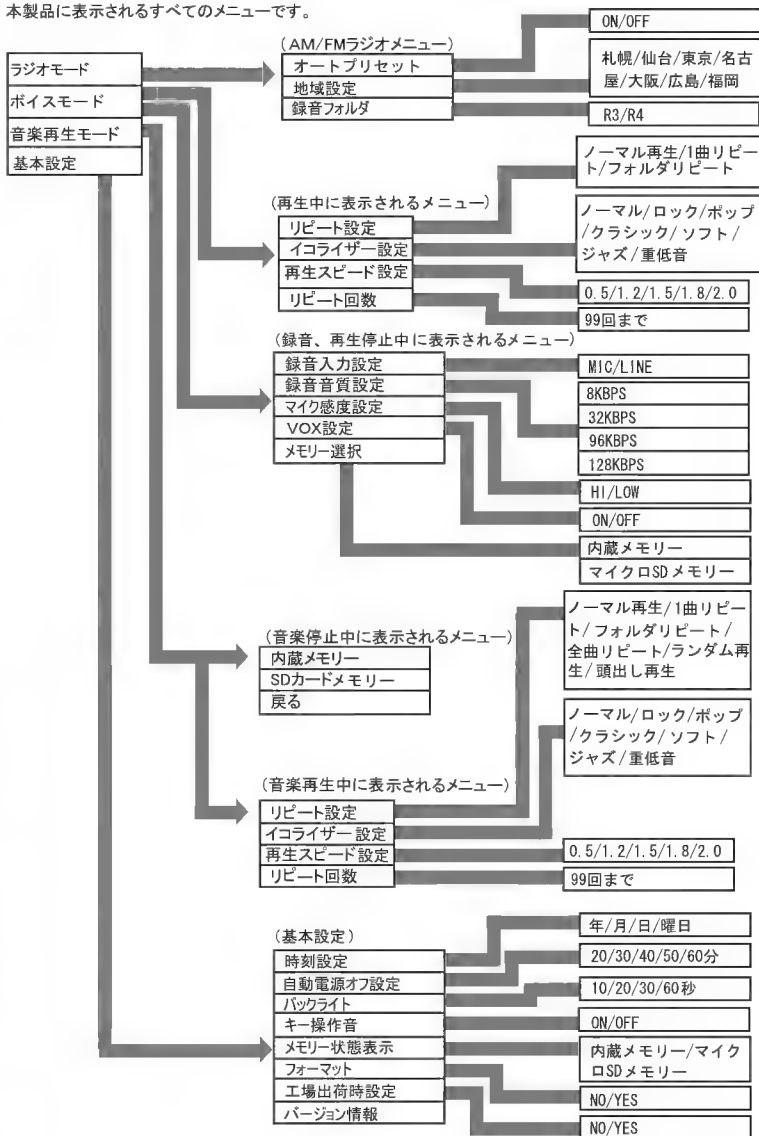 本製品に表示されるすべてのメニューです。
ラジオモード
ボイスモード
音楽再生モード
基本設定
(AM/FMラジオメニュー)
オートプリセット
地域設定
録音フォルダ
ON/OFF
札幌/仙台/東京/名古
屋/大阪/広島/福岡
R3/R4
(再生中に表示されるメニュー)
リピート設定
イコライザー設定
再生スピード設定
リピート回数
ノーマル再生/1曲リピー
ト/フォルダリピート
ノーマル/ロック/ポップ
/クラシック/ ソフト/
ジャズ/重低音
0.5/1.2/1.5/1.8/2.0
99回まで
(録音、再生停止中に表示されるメニュー)
録音入力設定
録音音質設定
マイク感度設定
VOX設定
メモリー選択
MIC/LINE
8KBPS
32KBPS
96KBPS
128KBPS
HI/LOW
ON/OFF
内蔵メモリー
マイクロSDメモリー
(音楽停止中に表示されるメニュー)
内蔵メモリー
SDカードメモリー
戻る
(音楽再生中に表示されるメニュー)
リピート設定
イコライザー設定
再生スピード設定
リピート回数
ノーマル再生/1曲リピー
ト/フォルダリピート/
全曲リピート/ランダム再
生/頭出し再生
ノーマル/ロック/ポップ
/クラシック/ ソフト/
ジャズ/重低音
0.5/1.2/1.5/1.8/2.0
99回まで
(基本設定)
時刻設定
自動電源オフ設定
バックライト
キー操作音
メモリー状態表示
フォーマット
工場出荷時設定
バージョン情報
年/月/日/曜日
20/30/40/50/60分
10/20/30/60秒
ON/OFF
内蔵メモリー/マイク
ロSDメモリー
NO/YES
NO/YES